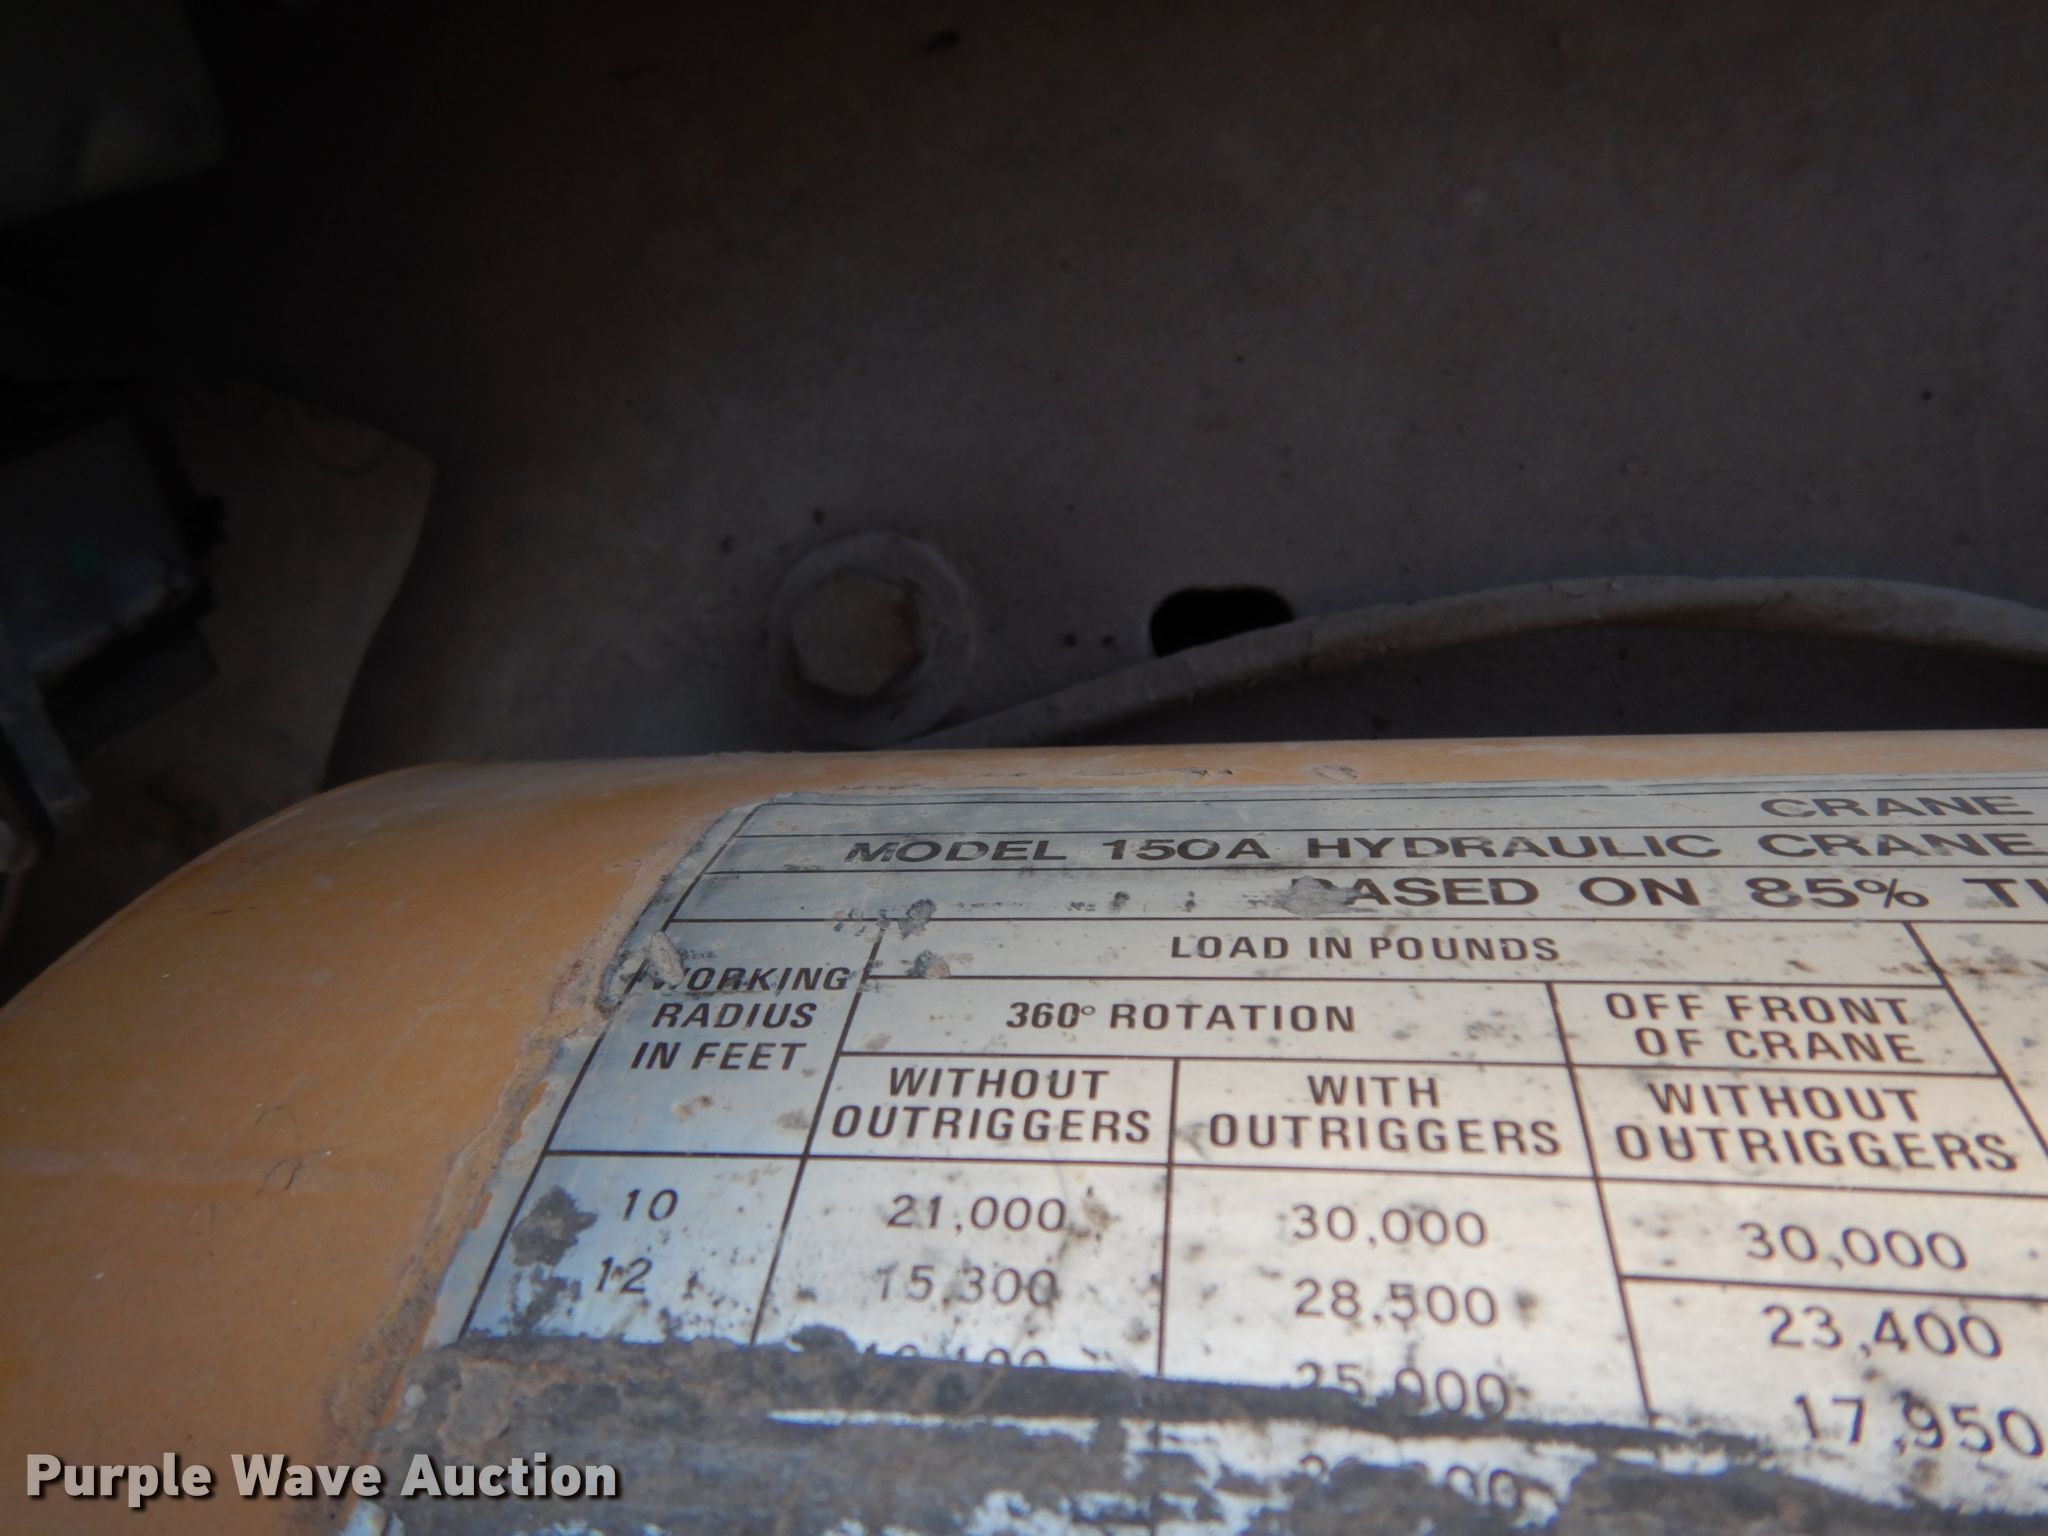 CRANE
MODEL 150A HYDRAULIC CRANE
BASED ON 85%
LOAD IN POUNDS
WORKING
RADIUS
IN FEET
360° ROTATION
OFF FRONT
OF CRANE
WITHOUT
OUTRIGGERS
WITH
OUTRIGGERS
WITHOUT
OUTRIGGERS
10 21,000 30,000 30,000
12 15,300 28,500 23,400
25,000 17,950
Purple Wave Auction